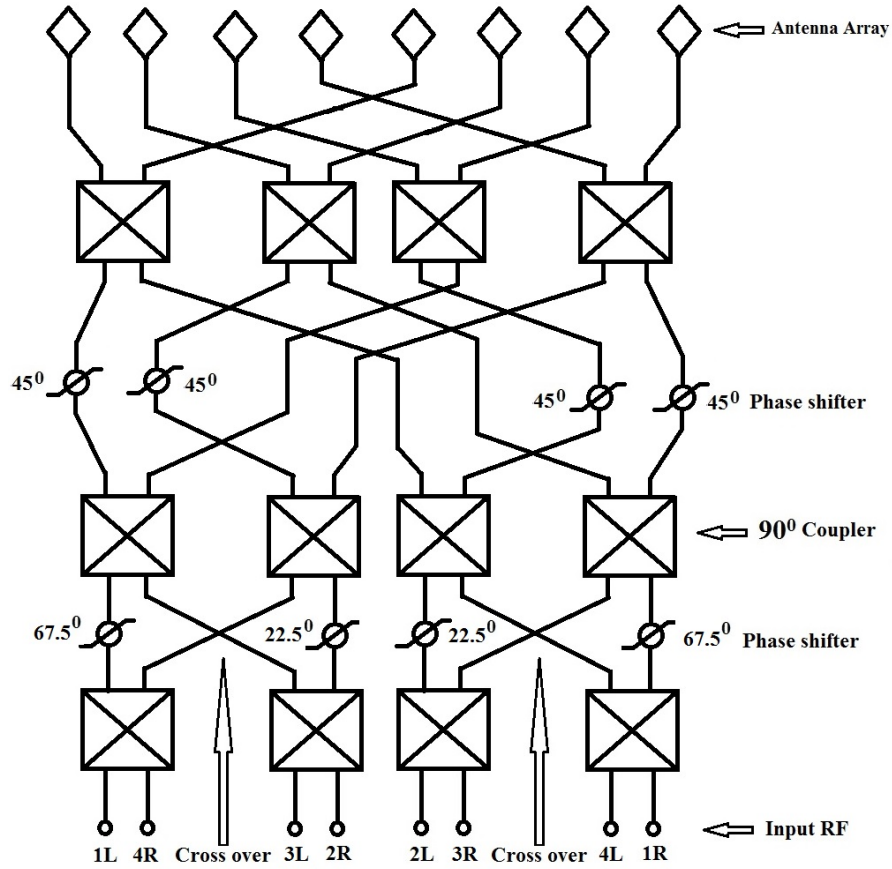 Antenna Array
45⁰ 45⁰ 45⁰ 45⁰ Phase shifter
90⁰ Coupler
67.5⁰ 22.5⁰ 22.5⁰ 67.5⁰ Phase shifter
Input RF
1L 4R Cross over 3L 2R 2L 3R Cross over 4L 1R